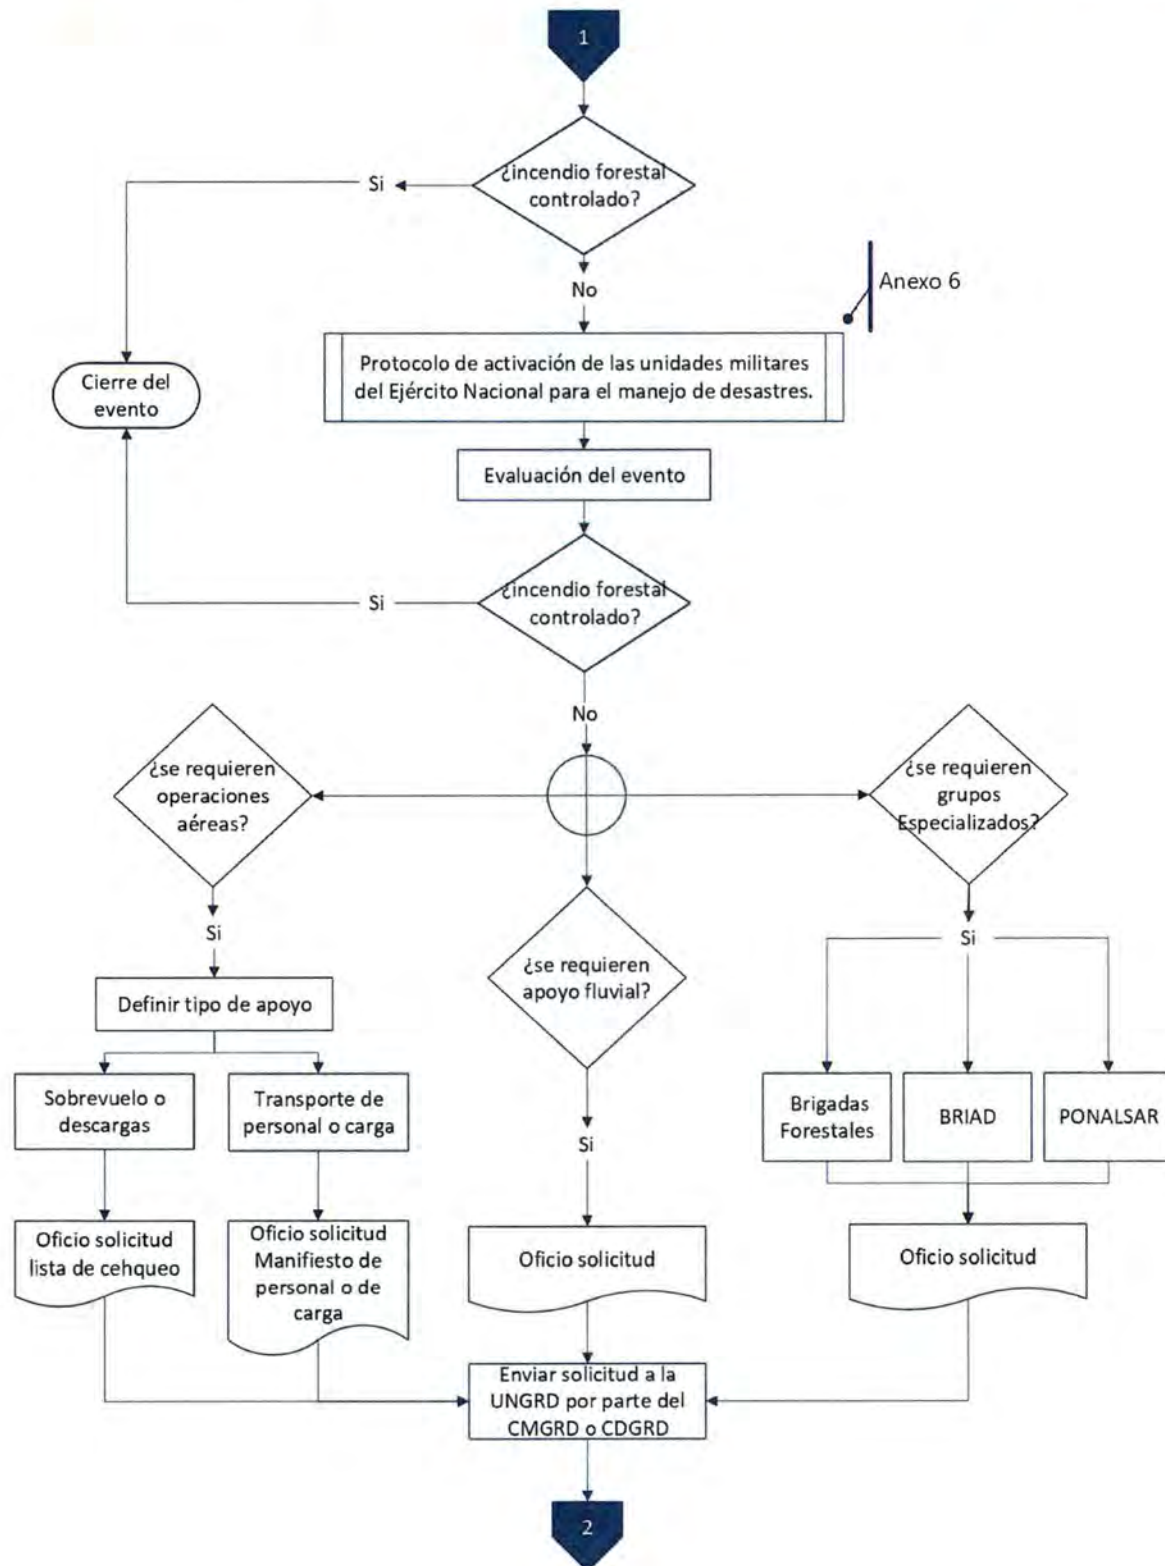 1
¿incendio forestal
controlado?
Si
No
Anexo 6
Protocolo de activación de las unidades militares
del Ejército Nacional para el manejo de desastres.
Cierre del
evento
Evaluación del evento
¿incendio forestal
controlado?
Si
No
¿se requieren
operaciones
aéreas?
¿se requieren
grupos
Especializados?
Si
Si
¿se requieren
apoyo fluvial?
Definir tipo de apoyo
Sobrevuelo o
descargas
Transporte de
personal o carga
Si
Brigadas
Forestales
BRIAD
PONALSAR
Oficio solicitud
lista de cehqueo
Oficio solicitud
Manifiesto de
personal o de
carga
Oficio solicitud
Oficio solicitud
Enviar solicitud a la
UNGRD por parte del
CMGRD o CDGRD
2